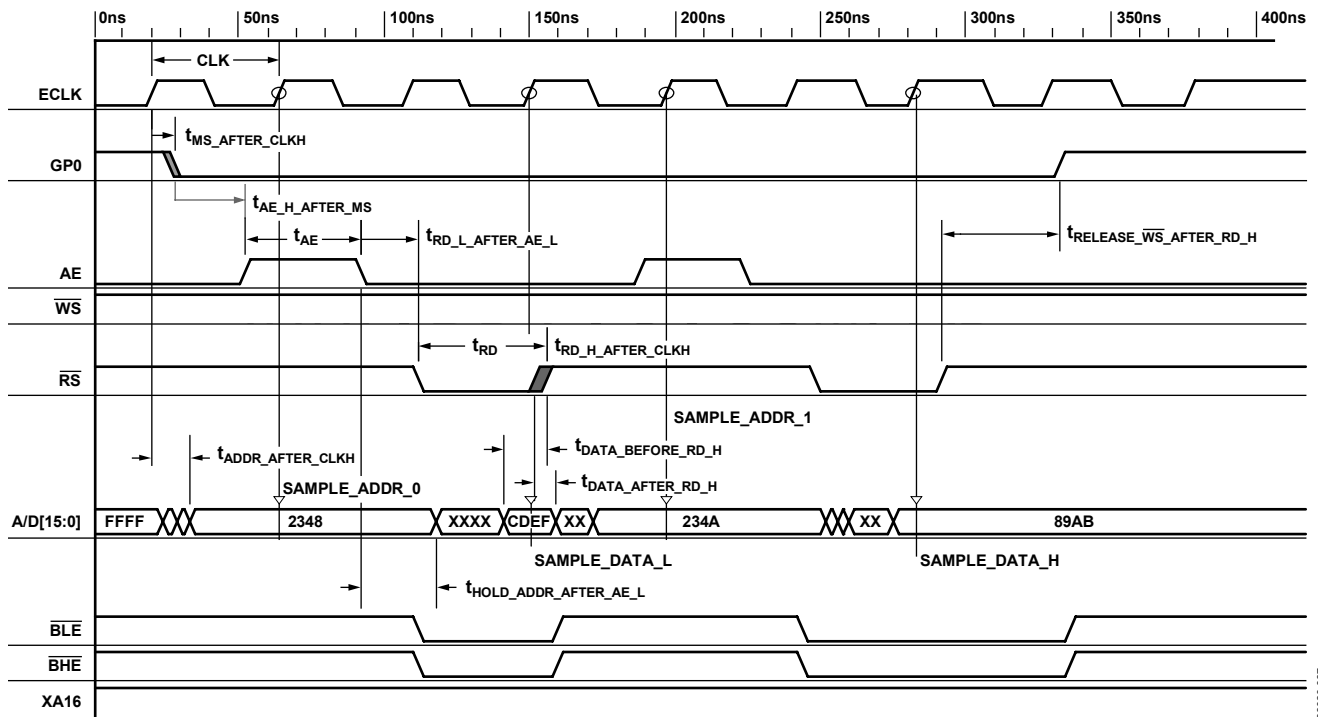 0ns 50ns 100ns 150ns 200ns 250ns 300ns 350ns 400ns
CLK
ECLK
tMS_AFTER_CLKH
GP0
tAE_H_AFTER_MS
tAE
tRD_L_AFTER_AE_L
tRELEASE_WS_AFTER_RD_H
AE
WS
tRD
tRD_H_AFTER_CLKH
RS
SAMPLE_ADDR_1
tADDR_AFTER_CLKH
tDATA_BEFORE_RD_H
tDATA_AFTER_RD_H
SAMPLE_ADDR_0
A/D[15:0] FFFF 2348 XXXX CDEF XX 234A XX 89AB
SAMPLE_DATA_L
SAMPLE_DATA_H
tHOLD_ADDR_AFTER_AE_L
BLE
BHE
XA16